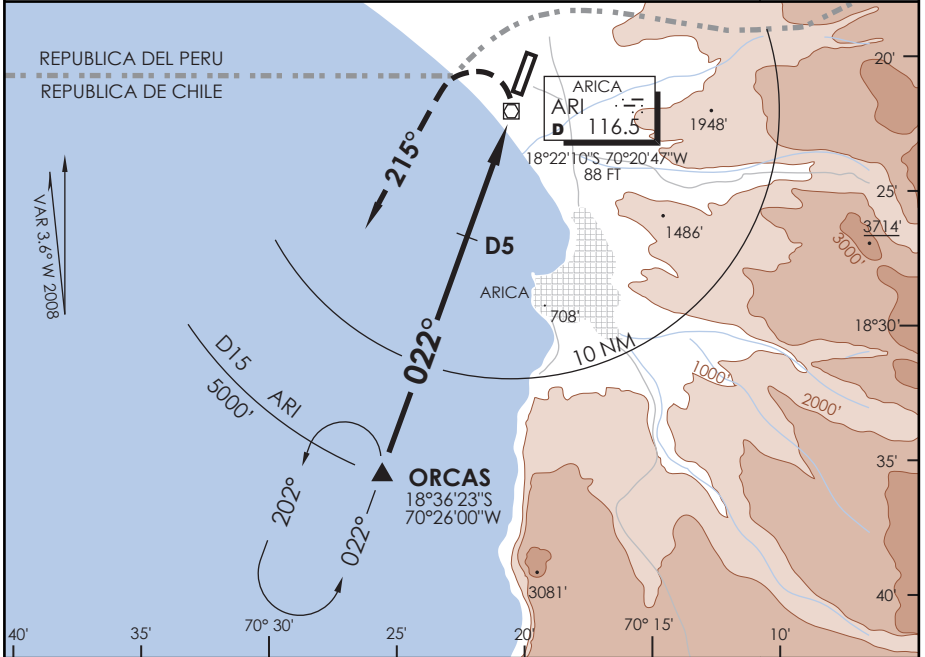 REPUBLICA DEL PERU
REPUBLICA DE CHILE
20'
ARICA
ARI
D 116.5
18°22'10"S 70°20'47"W
88 FT
1948'
215°
VAR 3.6° W 2008
25'
1486'
3714'
3000'
D5
ARICA
708'
18°30'
10 NM
022°
D15 ARI
5000'
1000'
2000'
35'
ORCAS
18°36'23"S
70°26'00"W
202°
022°
3081'
40'
40'
35'
70° 30'
25'
20'
70° 15'
10'